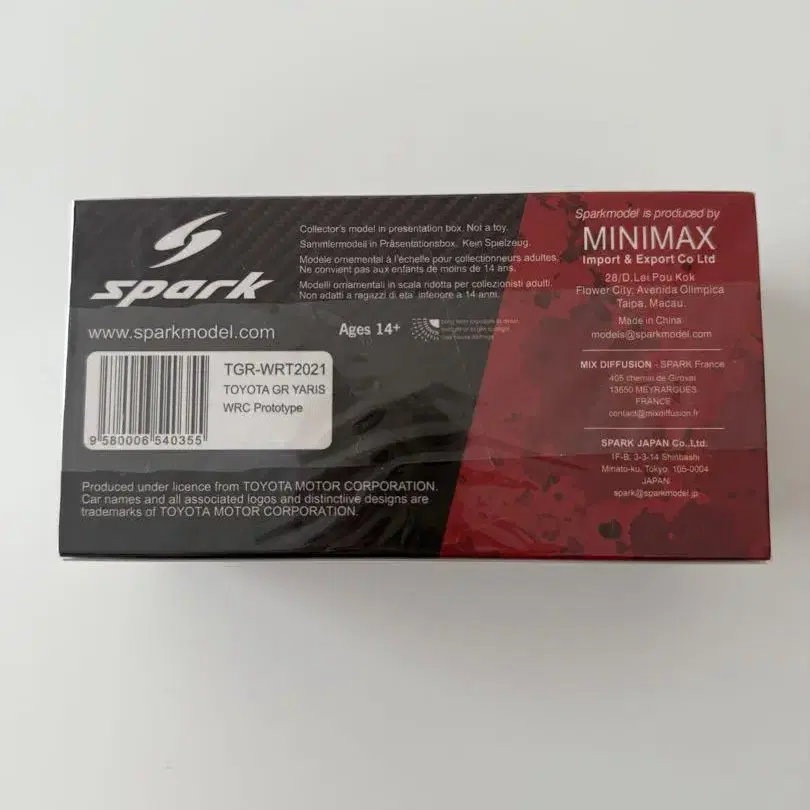 spark
www.sparkmodel.com
Collector's model in presentation box. Not a toy.
Sammlermodell in Präsentationsbox. Kein Spielzeug.
Modèle ornemental à l'échelle pour collectionneurs adultes.
Ne convient pas aux enfants de moins de 14 ans.
Modelli ornamentali in scala ridotta per collezionisti adulti.
Non adatti a ragazzi di eta' inferiore a 14 anni.
Ages 14+
TGR-WRT2021
TOYOTA GR YARIS
WRC Prototype
9 580006 540355
Produced under licence from TOYOTA MOTOR CORPORATION.
Car names and all associated logos and distinctiive designs are
trademarks of TOYOTA MOTOR CORPORATION.
Sparkmodel is produced by
MINIMAX
Import & Export Co Ltd
28/D,Lei Pou Kok
Flower City, Avenida Olimpica
Taipa, Macau.
Made in China
models@sparkmodel.com
MIX DIFFUSION - SPARK France
405 chemin de Girovai
13650 MEYRARGUES
FRANCE
contact@mixdiffusion.fr
SPARK JAPAN Co.,Ltd.
1F-B, 3-3-14 Shinbashi
Minato-ku, Tokyo, 105-0004
JAPAN
spark@sparkmodel.jp